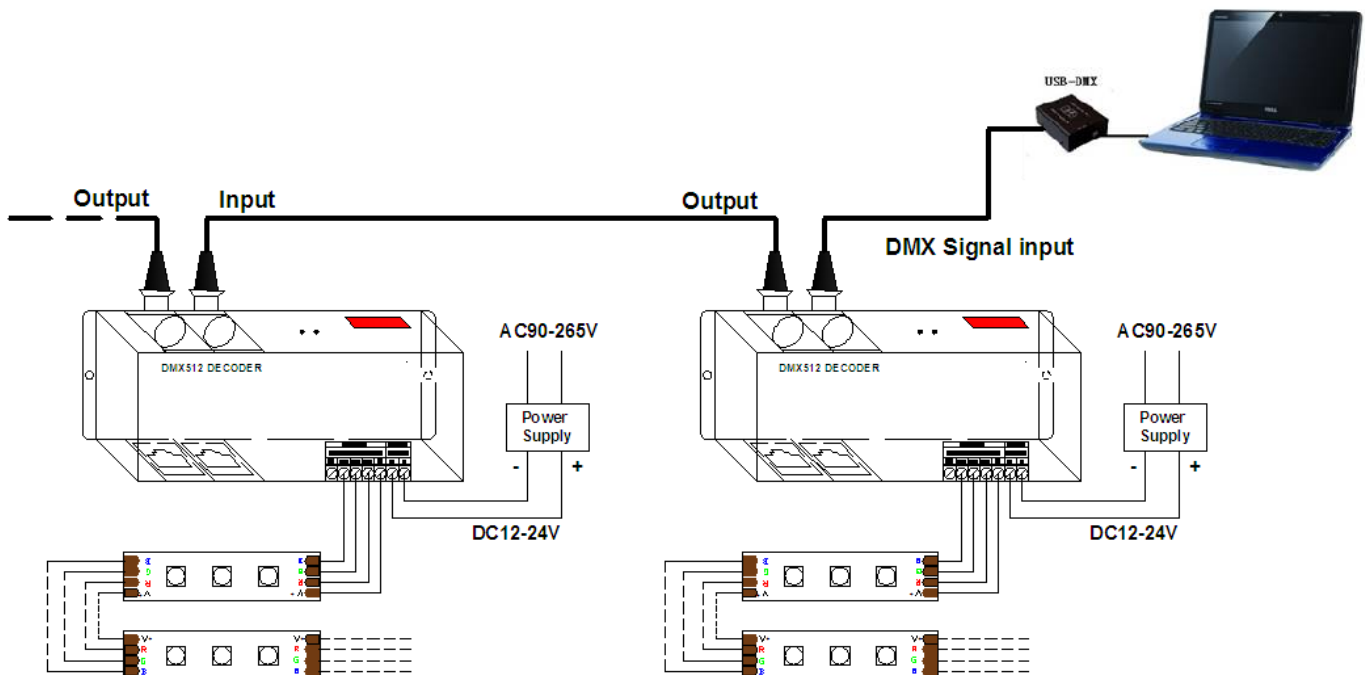 USB-DMX
DELL
Output
Input
Output
DMX Signal input
AC90-265V
AC90-265V
DMX512 DECODER
DMX512 DECODER
Power
Supply
Power
Supply
-
+
-
+
DC12-24V
DC12-24V
B
B
B
B
G
G
G
G
R
R
R
R
V+
V+
V+
V+
V+
V-
V+
V-
R
R
R
R
G
G
G
G
B
B
B
B